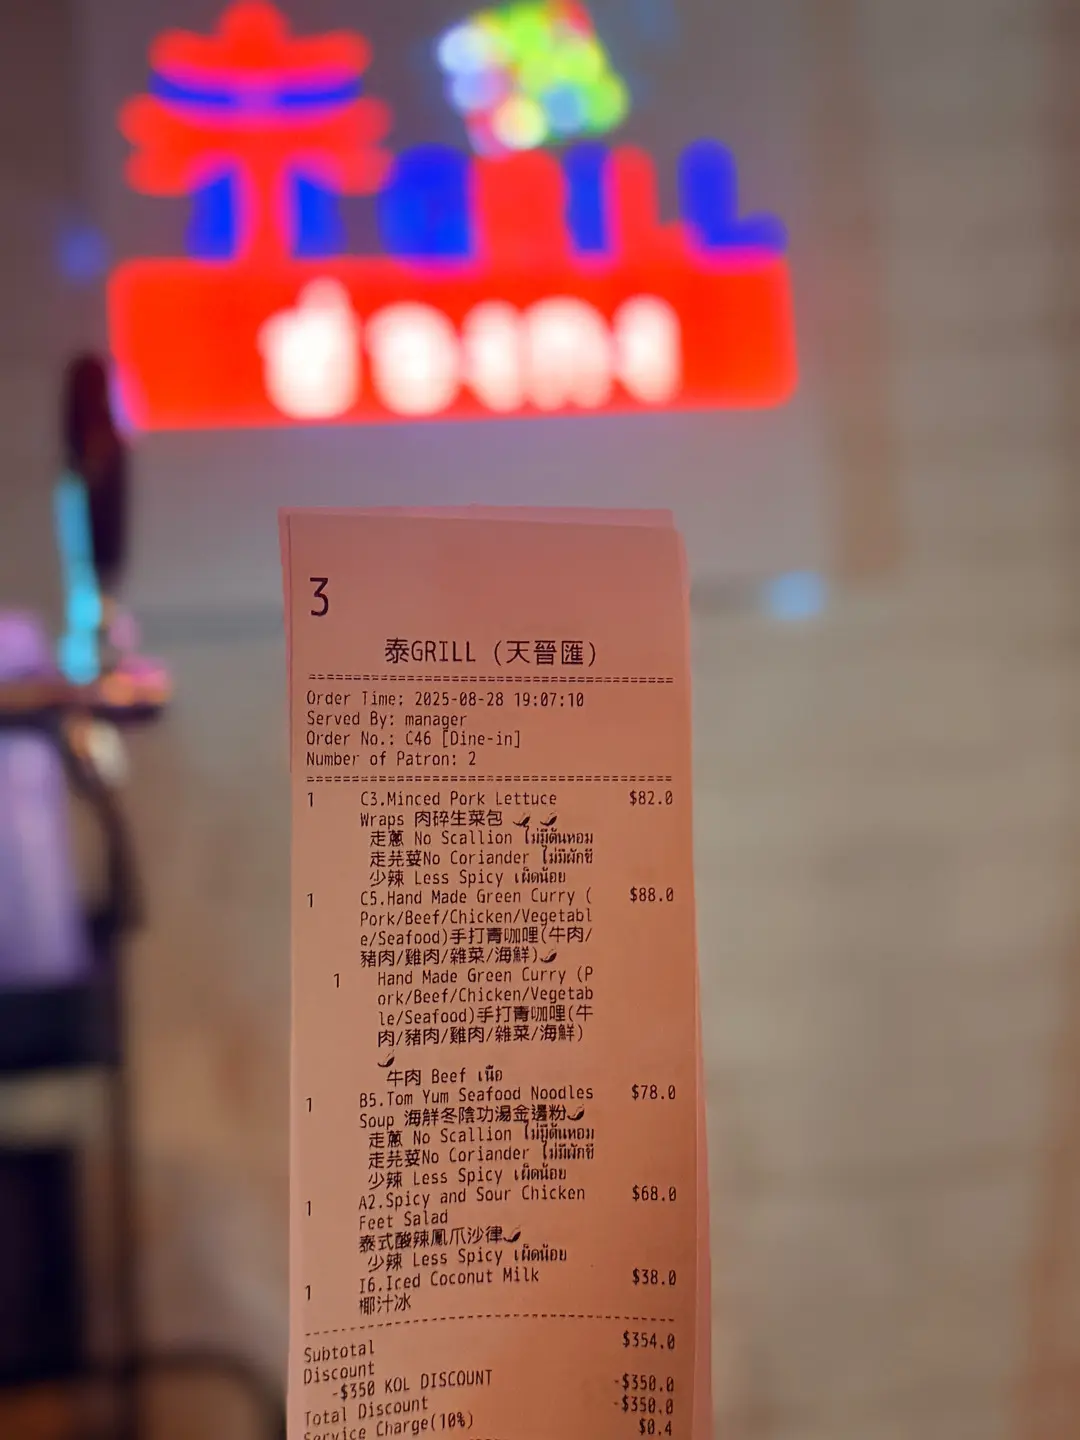 GRILL
ช่องเกง
3
泰GRILL (天晉匯)
Order Time: 2025-08-28 19:07:10
Served By: manager
Order No.: C46 [Dine-in]
Number of Patron: 2
1 C3.Minced Pork Lettuce $82.0
Wraps 肉碎生菜包
走蔥 No Scallion ไม่มีต้นหอม
走芫荽No Coriander ไม่มีผักชี
少辣 Less Spicy เผ็ดน้อย
1 C5.Hand Made Green Curry ( $88.0
Pork/Beef/Chicken/Vegetabl
e/Seafood)手打青咖哩(牛肉/
豬肉/雞肉/雜菜/海鮮)
1 Hand Made Green Curry (P
ork/Beef/Chicken/Vegetab
le/Seafood)手打青咖哩(牛
肉/豬肉/雞肉/雜菜/海鮮)
牛肉 Beef เนื้อ
1 B5.Tom Yum Seafood Noodles $78.0
Soup 海鮮冬陰功湯金邊粉
走蔥 No Scallion ไม่มีต้นหอม
走芫荽No Coriander ไม่มีผักชี
少辣 Less Spicy เผ็ดน้อย
1 A2.Spicy and Sour Chicken $68.0
Feet Salad
泰式酸辣鳳爪沙律
少辣 Less Spicy เผ็ดน้อย
1 I6.Iced Coconut Milk $38.0
椰汁冰
Subtotal $354.0
Discount
-$350 KOL DISCOUNT -$350.0
Total Discount -$350.0
Service Charge(10%) $0.4